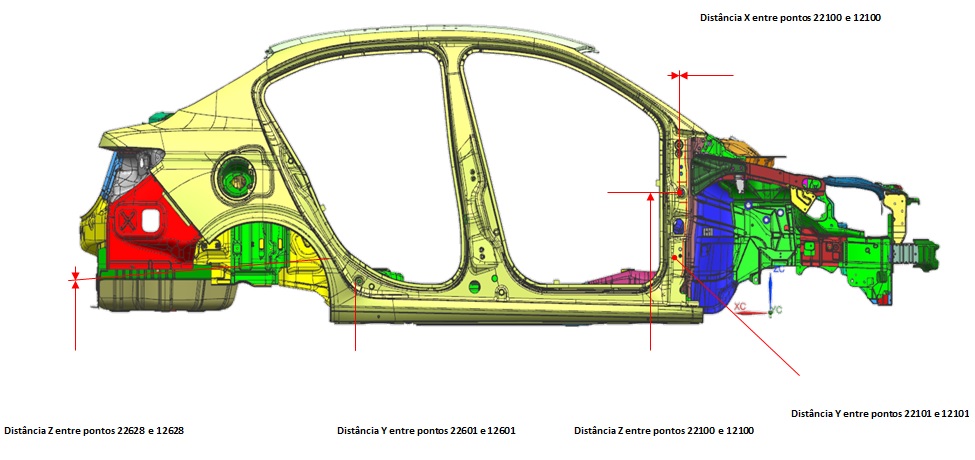 Distância X entre pontos 22100 e 12100
ZC
XC
YC
Distância Y entre pontos 22101 e 12101
Distância Z entre pontos 22628 e 12628
Distância Y entre pontos 22601 e 12601
Distância Z entre pontos 22100 e 12100